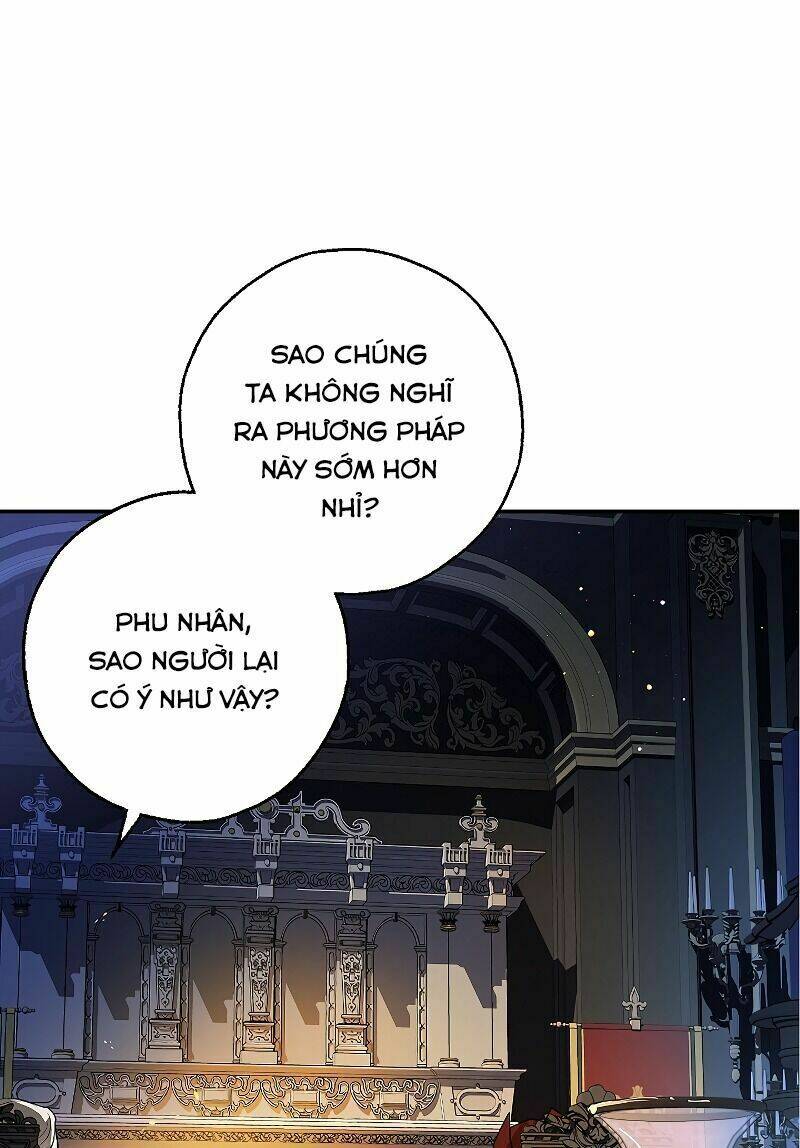 SAO CHÚNG
TA KHÔNG NGHĨ
RA PHƯƠNG PHÁP
NÀY SỚM HƠN
NHỈ?
PHU NHÂN,
SAO NGƯỜI LẠI
CÓ Ý NHƯ VẬY?